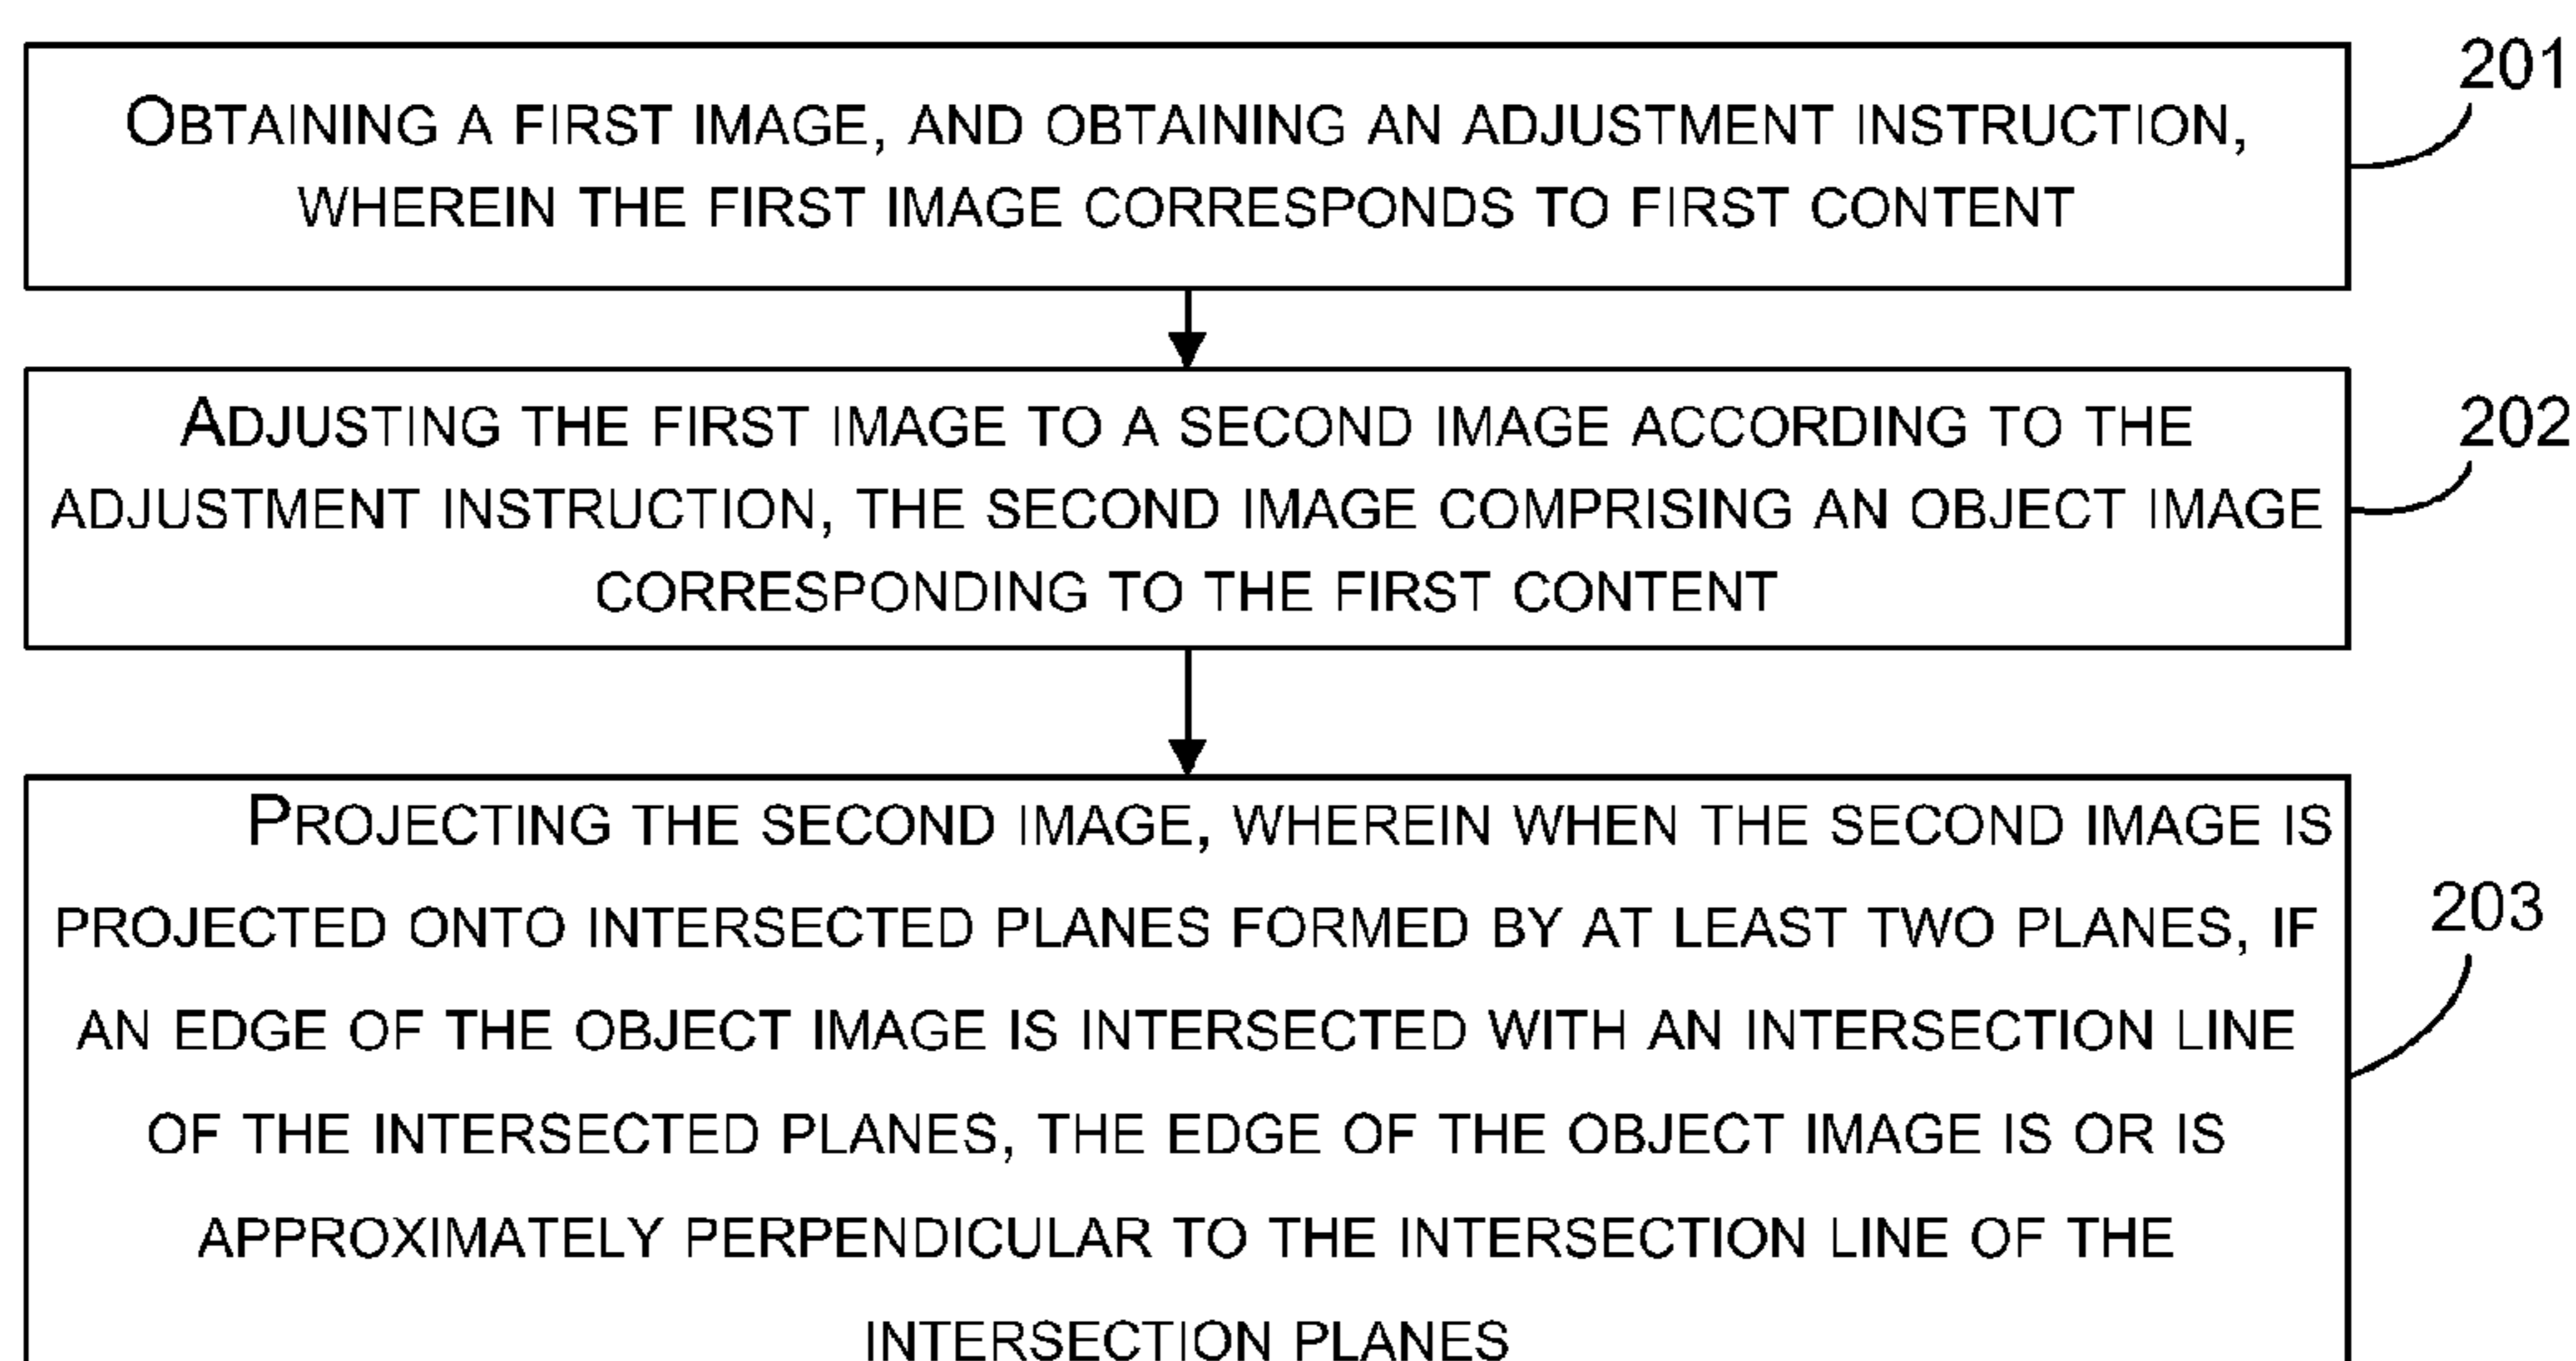 OBTAINING A FIRST IMAGE, AND OBTAINING AN ADJUSTMENT INSTRUCTION,
WHEREIN THE FIRST IMAGE CORRESPONDS TO FIRST CONTENT
201
ADJUSTING THE FIRST IMAGE TO A SECOND IMAGE ACCORDING TO THE
ADJUSTMENT INSTRUCTION, THE SECOND IMAGE COMPRISING AN OBJECT IMAGE
CORRESPONDING TO THE FIRST CONTENT
202
PROJECTING THE SECOND IMAGE, WHEREIN WHEN THE SECOND IMAGE IS
PROJECTED ONTO INTERSECTED PLANES FORMED BY AT LEAST TWO PLANES, IF
AN EDGE OF THE OBJECT IMAGE IS INTERSECTED WITH AN INTERSECTION LINE
OF THE INTERSECTED PLANES, THE EDGE OF THE OBJECT IMAGE IS OR IS
APPROXIMATELY PERPENDICULAR TO THE INTERSECTION LINE OF THE
INTERSECTION PLANES
203